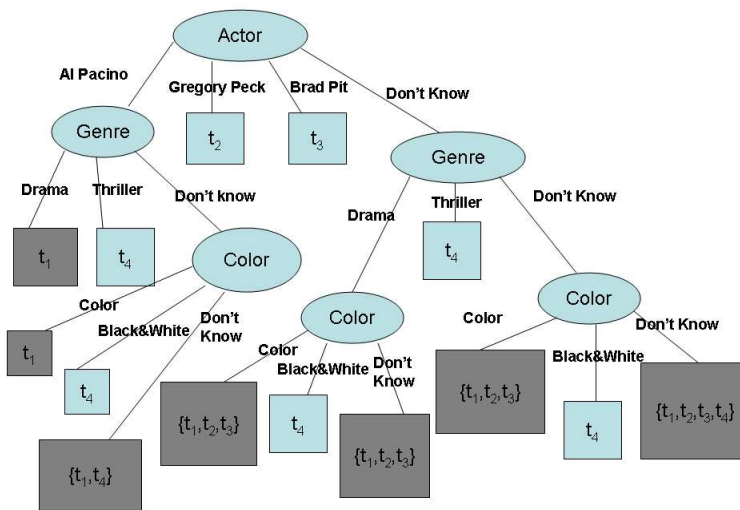 Actor
Al Pacino
Gregory Peck
Brad Pit
Don't Know
Genre
t2
t3
Genre
Drama
Thriller
Don't know
Drama
Thriller
Don't Know
t1
t4
Color
t4
Color
Color
Black&White
Don't
Know
Color
Color
Black&White
Don't
Know
Color
Black&White
Don't Know
t1
t4
{t1,t4}
{t1,t2,t3}
t4
{t1,t2,t3}
{t1,t2,t3}
t4
{t1,t2,t3,t4}